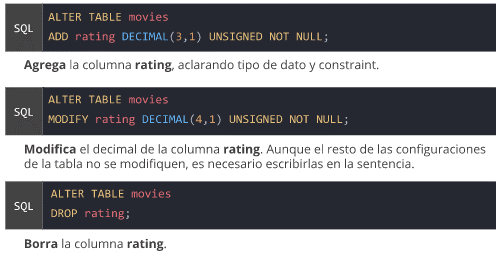 SQL
ALTER TABLE movies
ADD rating DECIMAL(3,1) UNSIGNED NOT NULL;
Agrega la columna rating, aclarando tipo de dato y constraint.
SQL
ALTER TABLE movies
MODIFY rating DECIMAL(4,1) UNSIGNED NOT NULL;
Modifica el decimal de la columna rating. Aunque el resto de las configuraciones
de la tabla no se modifiquen, es necesario escribirlas en la sentencia.
SQL
ALTER TABLE movies
DROP rating;
Borra la columna rating.